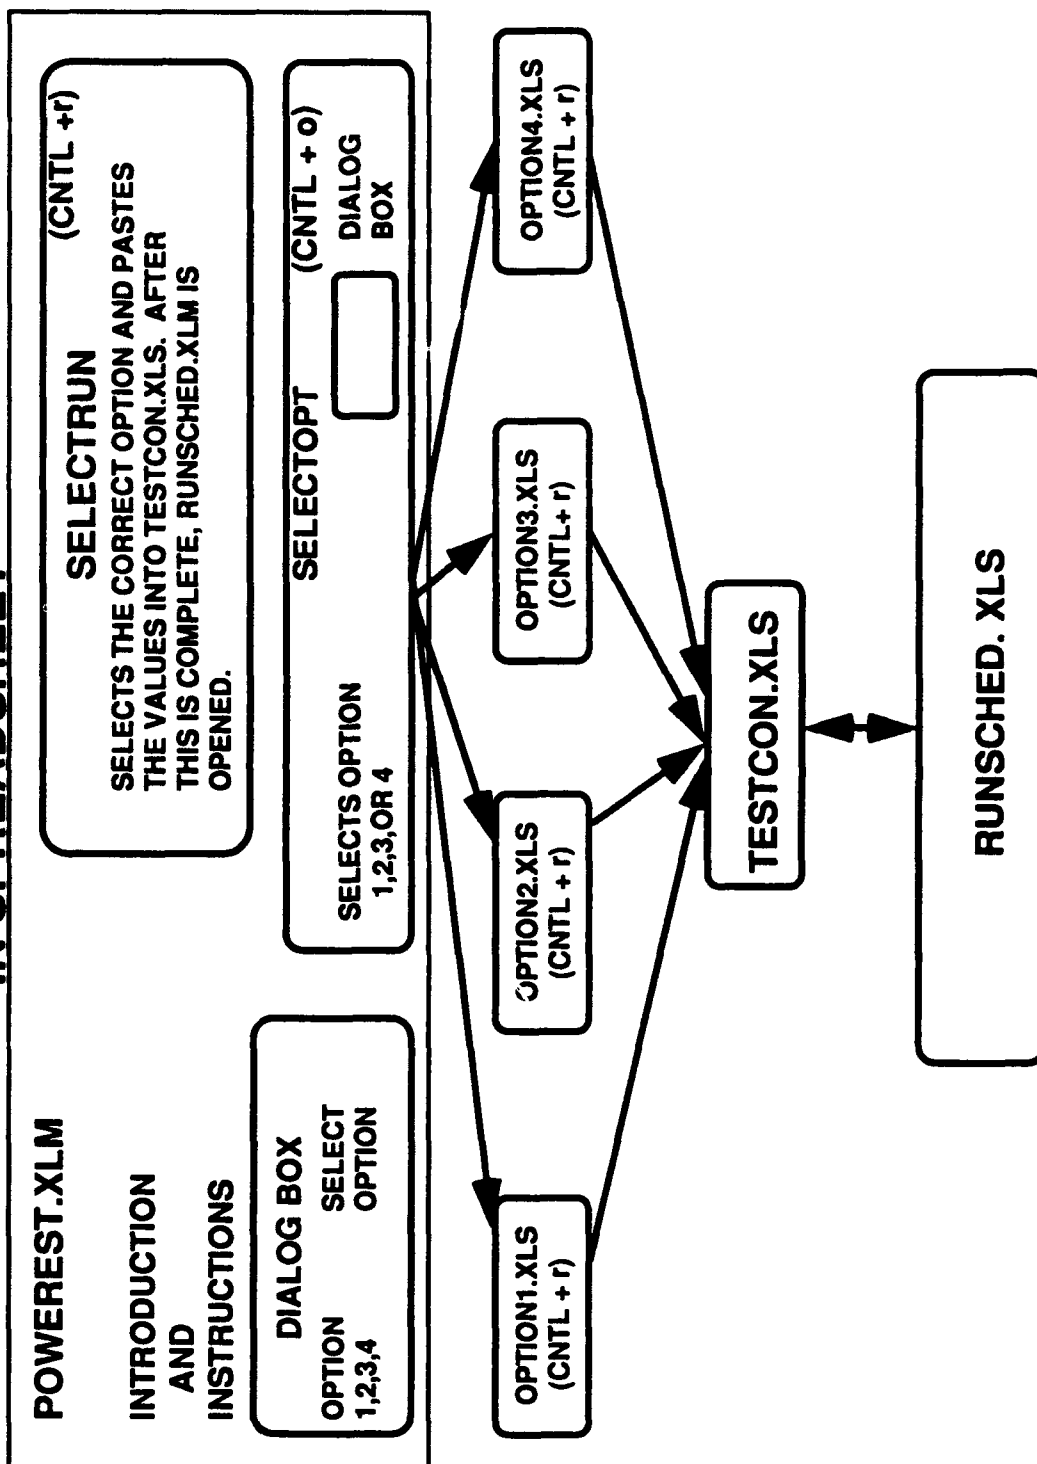 POWEREST.XLM
INTRODUCTION
AND
INSTRUCTIONS
DIALOG BOX
OPTION SELECT
1,2,3,4 OPTION
SELECTRUN (CNTL +r)
SELECTS THE CORRECT OPTION AND PASTES
THE VALUES INTO TESTCON.XLS. AFTER
THIS IS COMPLETE, RUNSCHED.XLM IS
OPENED.
SELECTOPT (CNTL + o)
SELECTS OPTION DIALOG
1,2,3,OR 4 BOX
OPTION1.XLS
(CNTL + r)
OPTION2.XLS
(CNTL + r)
OPTION3.XLS
(CNTL+ r)
OPTION4.XLS
(CNTL + r)
TESTCON.XLS
RUNSCHED. XLS